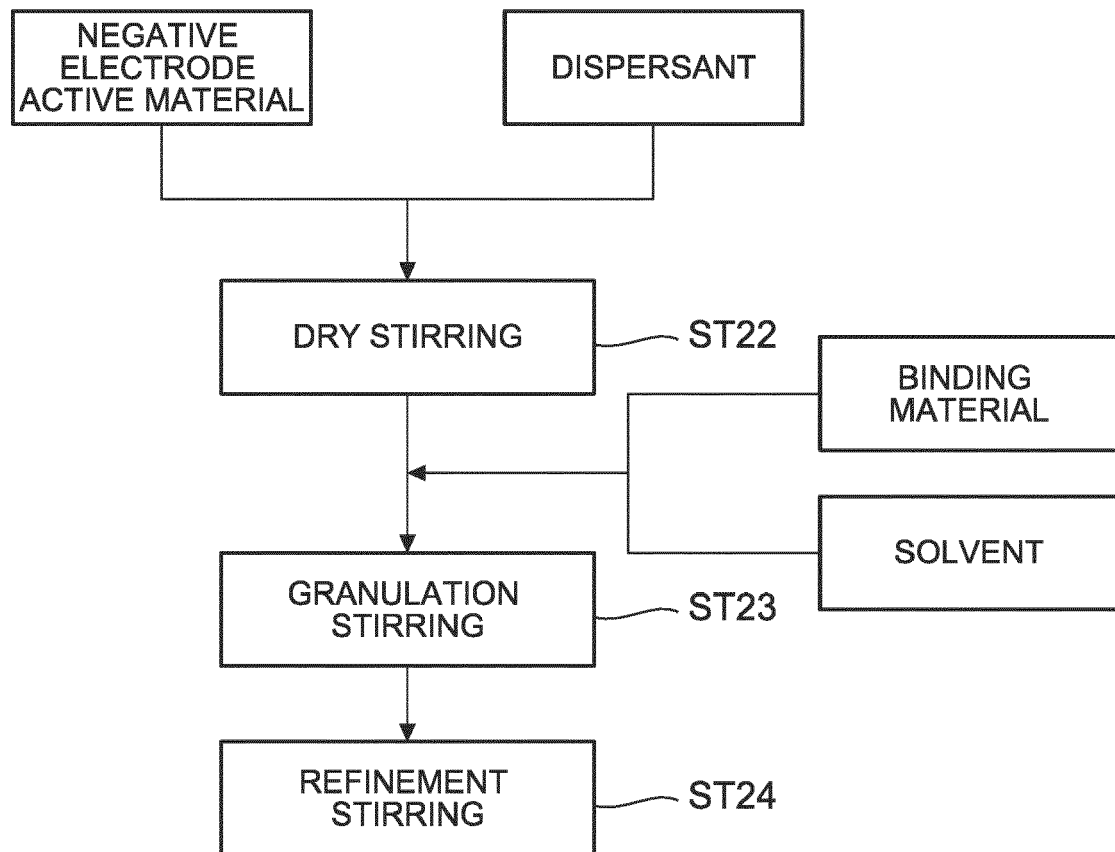 NEGATIVE
ELECTRODE
ACTIVE MATERIAL
DISPERSANT
DRY STIRRING
ST22
BINDING
MATERIAL
SOLVENT
GRANULATION
STIRRING
ST23
REFINEMENT
STIRRING
ST24